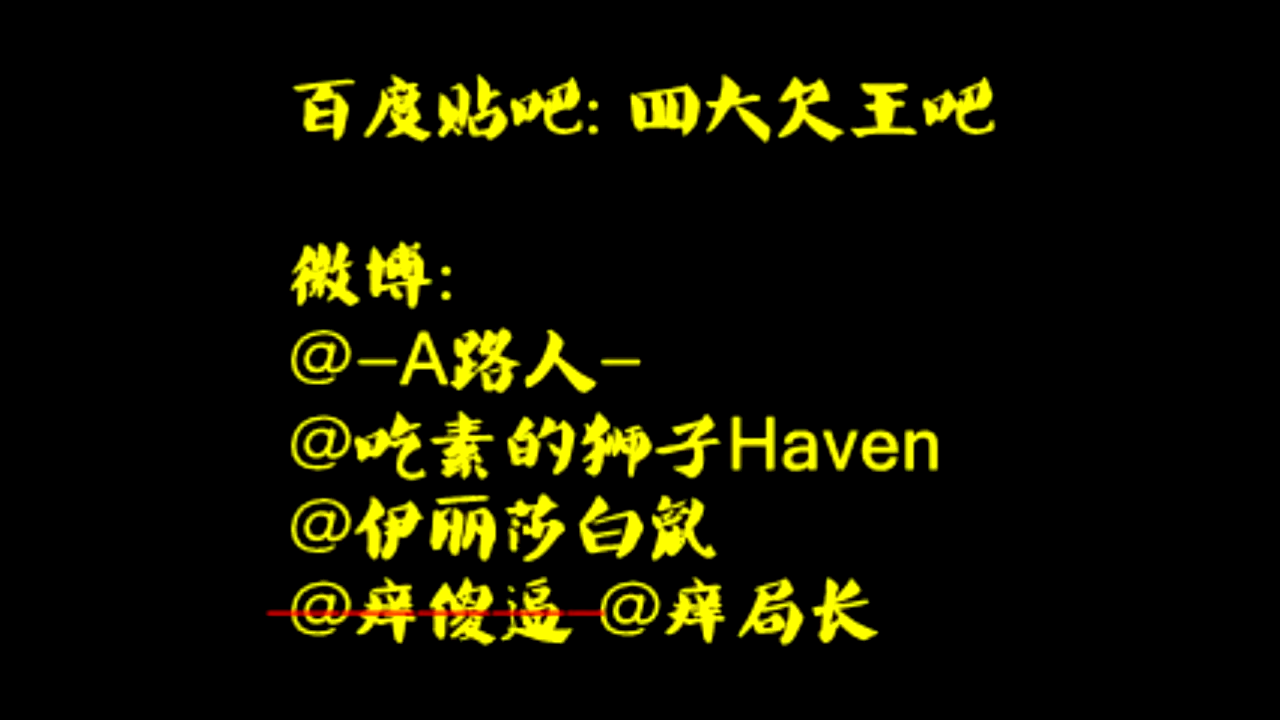 百度贴吧: 四大欠王吧
微博:
@-A路人-
@吃素的狮子Haven
@伊丽莎白鼠
@痒傻逼 @痒局长